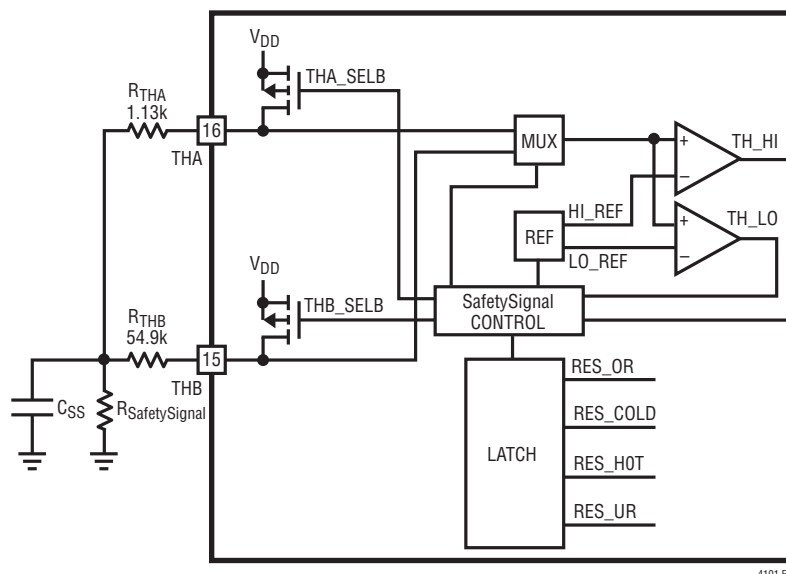 VDD
THA_SELB
RTHA
1.13k
16
THA
MUX
+
–
TH_HI
HI_REF
REF
LO_REF
+
–
TH_LO
VDD
THB_SELB
SafetySignal
CONTROL
RTHB
54.9k
15
THB
CSS
RSafetySignal
RES_OR
RES_COLD
LATCH
RES_H0T
RES_UR